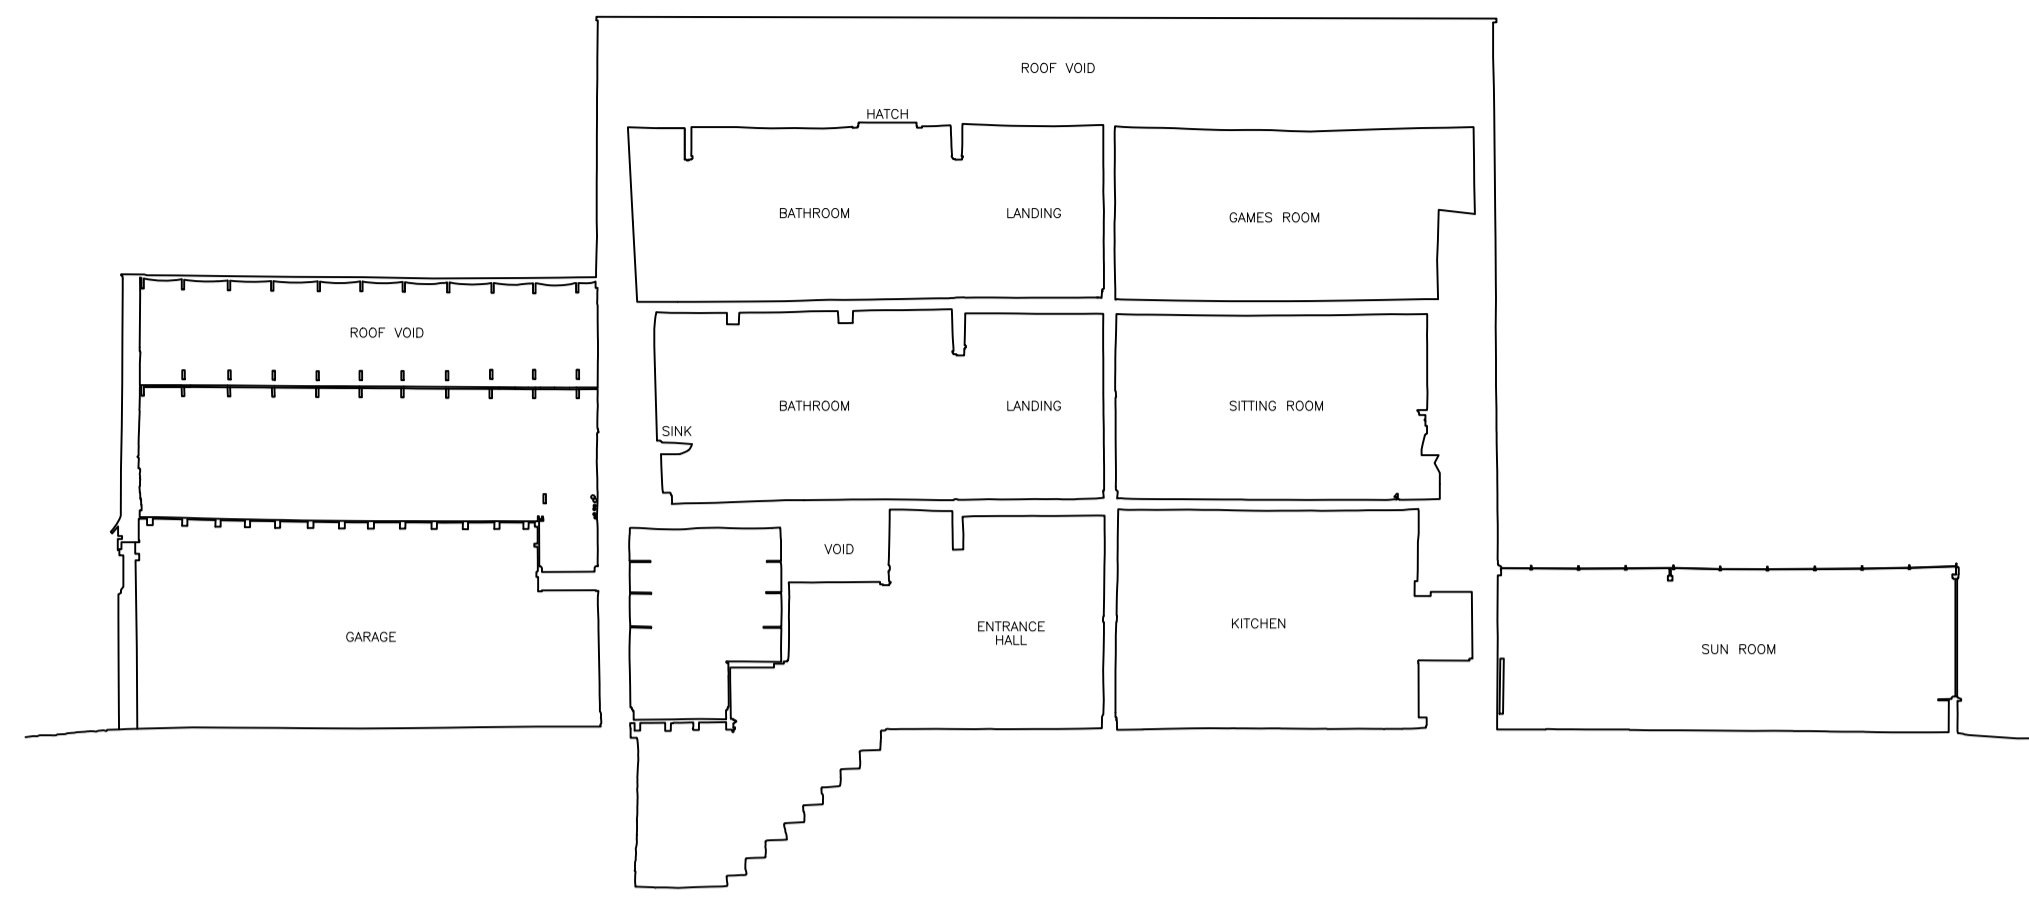 ROOF VOID
HATCH
BATHROOM
LANDING
GAMES ROOM
ROOF VOID
BATHROOM
LANDING
SITTING ROOM
SINK
VOID
GARAGE
ENTRANCE
HALL
KITCHEN
SUN ROOM